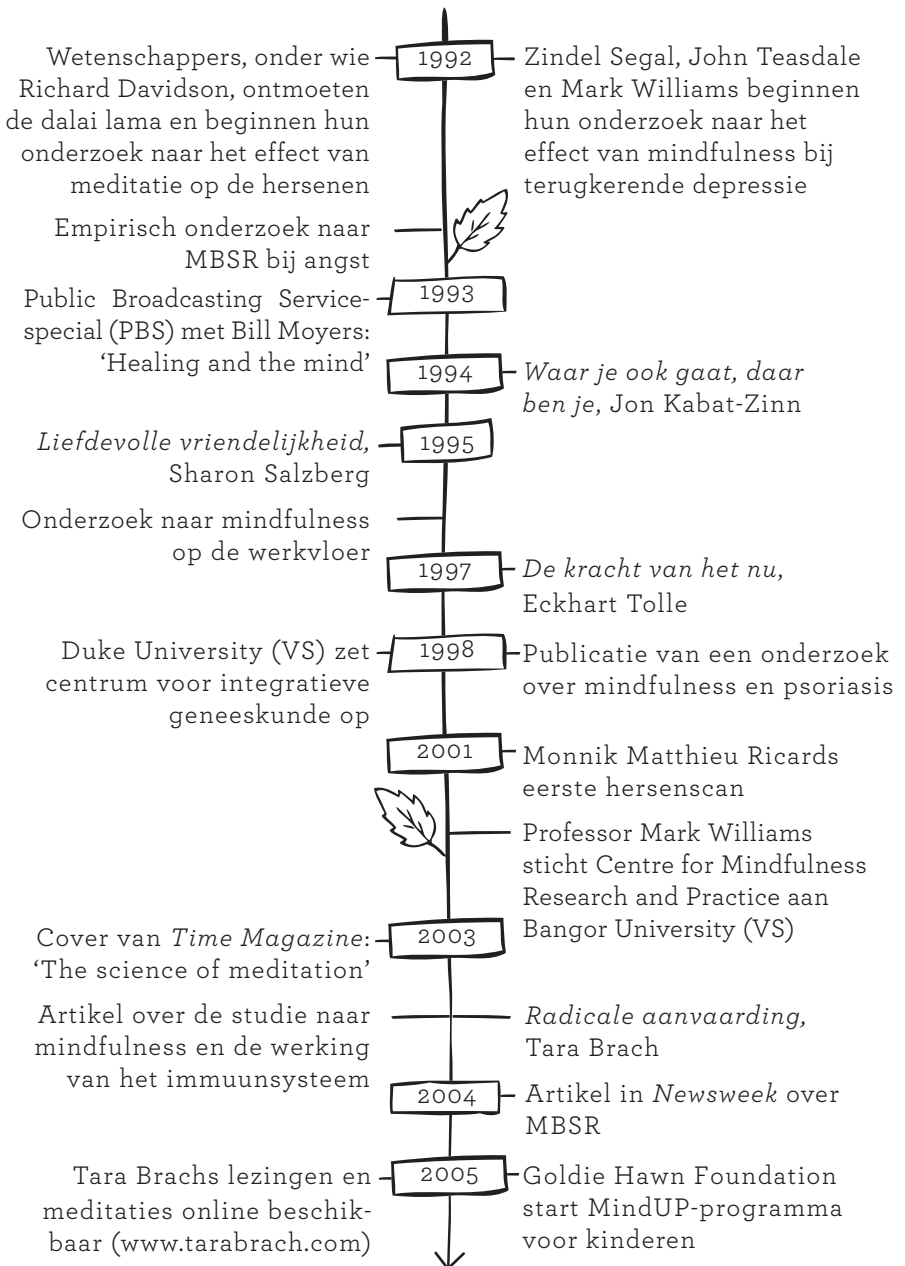 1992
Wetenschappers, onder wie
Richard Davidson, ontmoeten
de dalai lama en beginnen hun
onderzoek naar het effect van
meditatie op de hersenen
Zindel Segal, John Teasdale
en Mark Williams beginnen
hun onderzoek naar het
effect van mindfulness bij
terugkerende depressie
Empirisch onderzoek naar
MBSR bij angst
1993
Public Broadcasting Service-
special (PBS) met Bill Moyers:
‘Healing and the mind’
1994
Waar je ook gaat, daar
ben je, Jon Kabat-Zinn
1995
Liefdevolle vriendelijkheid,
Sharon Salzberg
Onderzoek naar mindfulness
op de werkvloer
1997
De kracht van het nu,
Eckhart Tolle
1998
Duke University (VS) zet
centrum voor integratieve
geneeskunde op
Publicatie van een onderzoek
over mindfulness en psoriasis
2001
Monnik Matthieu Ricards
eerste hersenscan
Professor Mark Williams
sticht Centre for Mindfulness
Research and Practice aan
Bangor University (VS)
2003
Cover van Time Magazine:
‘The science of meditation’
Artikel over de studie naar
mindfulness en de werking
van het immuunsysteem
Radicale aanvaarding,
Tara Brach
2004
Artikel in Newsweek over
MBSR
2005
Tara Brachs lezingen en
meditaties online beschik-
baar (www.tarabrach.com)
Goldie Hawn Foundation
start MindUP-programma
voor kinderen